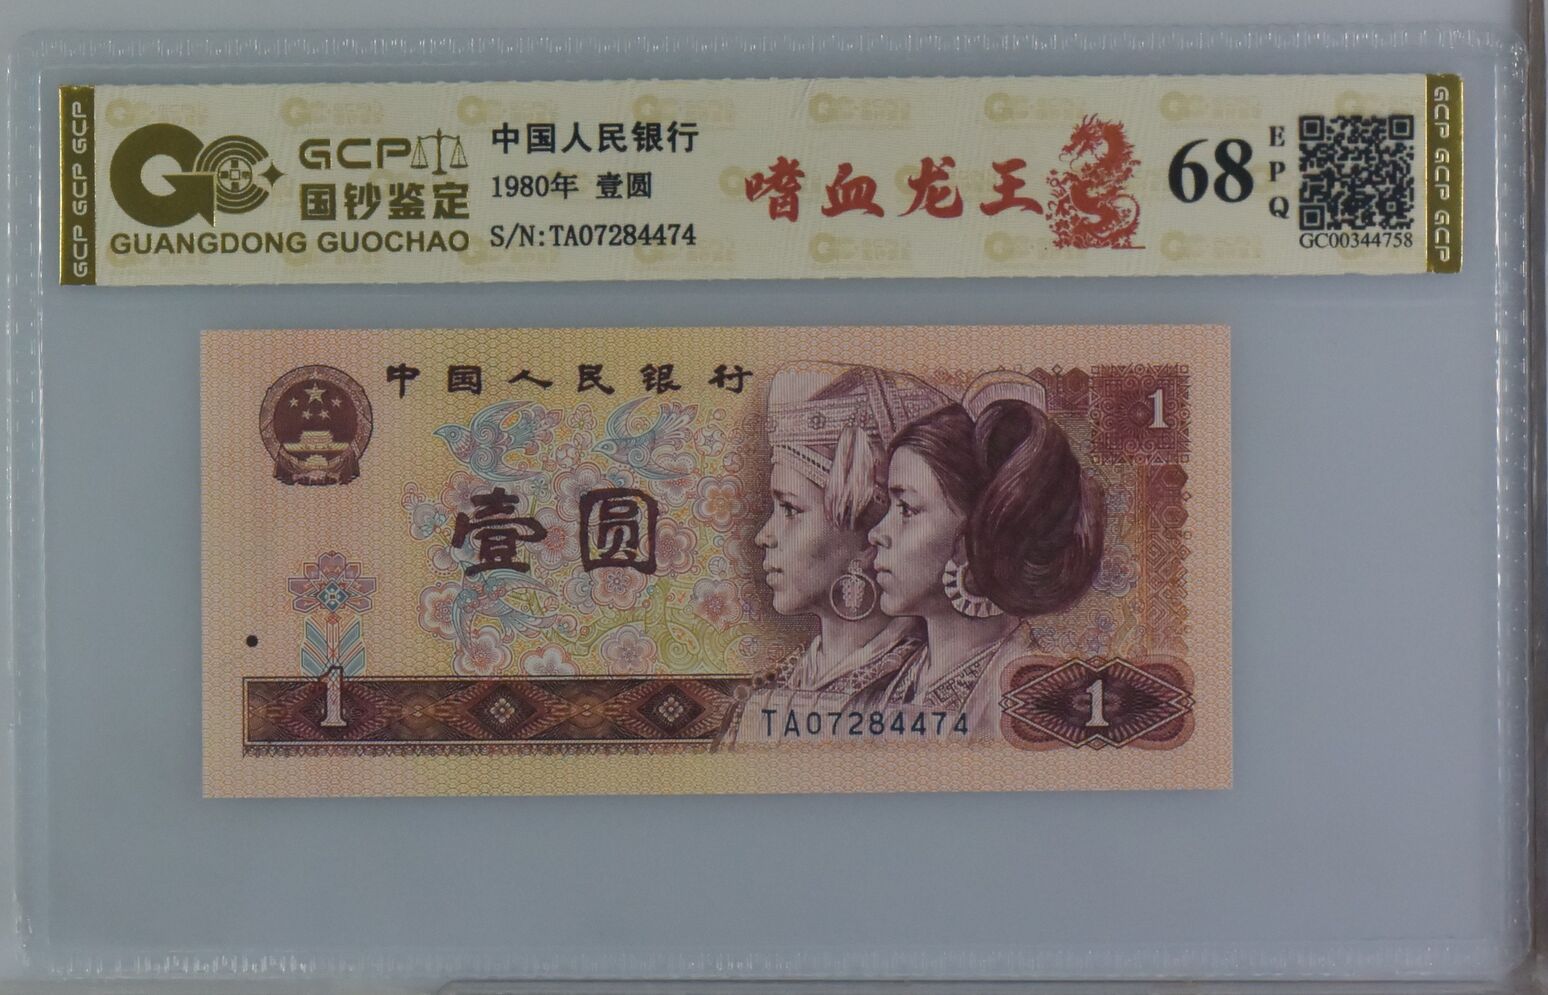 GCP GCP GCP
GCP
国钞鉴定
GUANGDONG GUOCHAO
中国人民银行
1980年 壹圆
S/N:TA07284474
嗜血龙王
68
EPQ
GC00344758
GCP GCP GCP
中国人民银行
1
壹圆
1
TA07284474
1